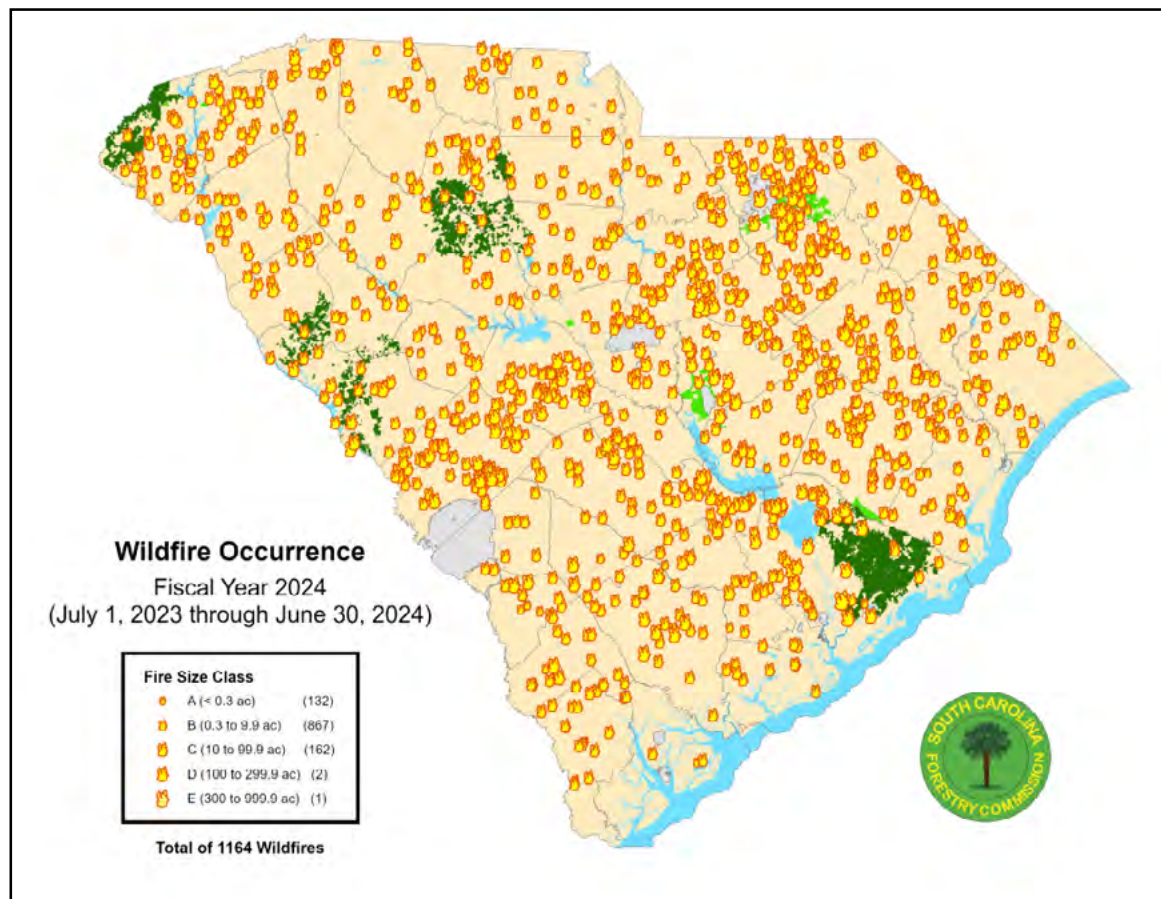 Wildfire Occurrence
Fiscal Year 2024
(July 1, 2023 through June 30, 2024)
Fire Size Class
A (< 0.3 ac) (132)
B (0.3 to 9.9 ac) (867)
C (10 to 99.9 ac) (162)
D (100 to 299.9 ac) (2)
E (300 to 999.9 ac) (1)
Total of 1164 Wildfires
SOUTH CAROLINA
FORESTRY COMMISSION